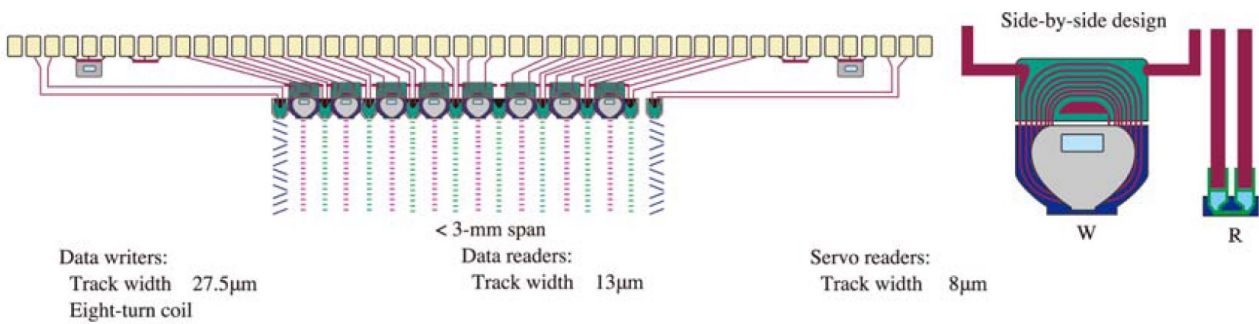 Side-by-side design
W
R
< 3-mm span
Data writers:
Track width 27.5μm
Eight-turn coil
Data readers:
Track width 13μm
Servo readers:
Track width 8μm